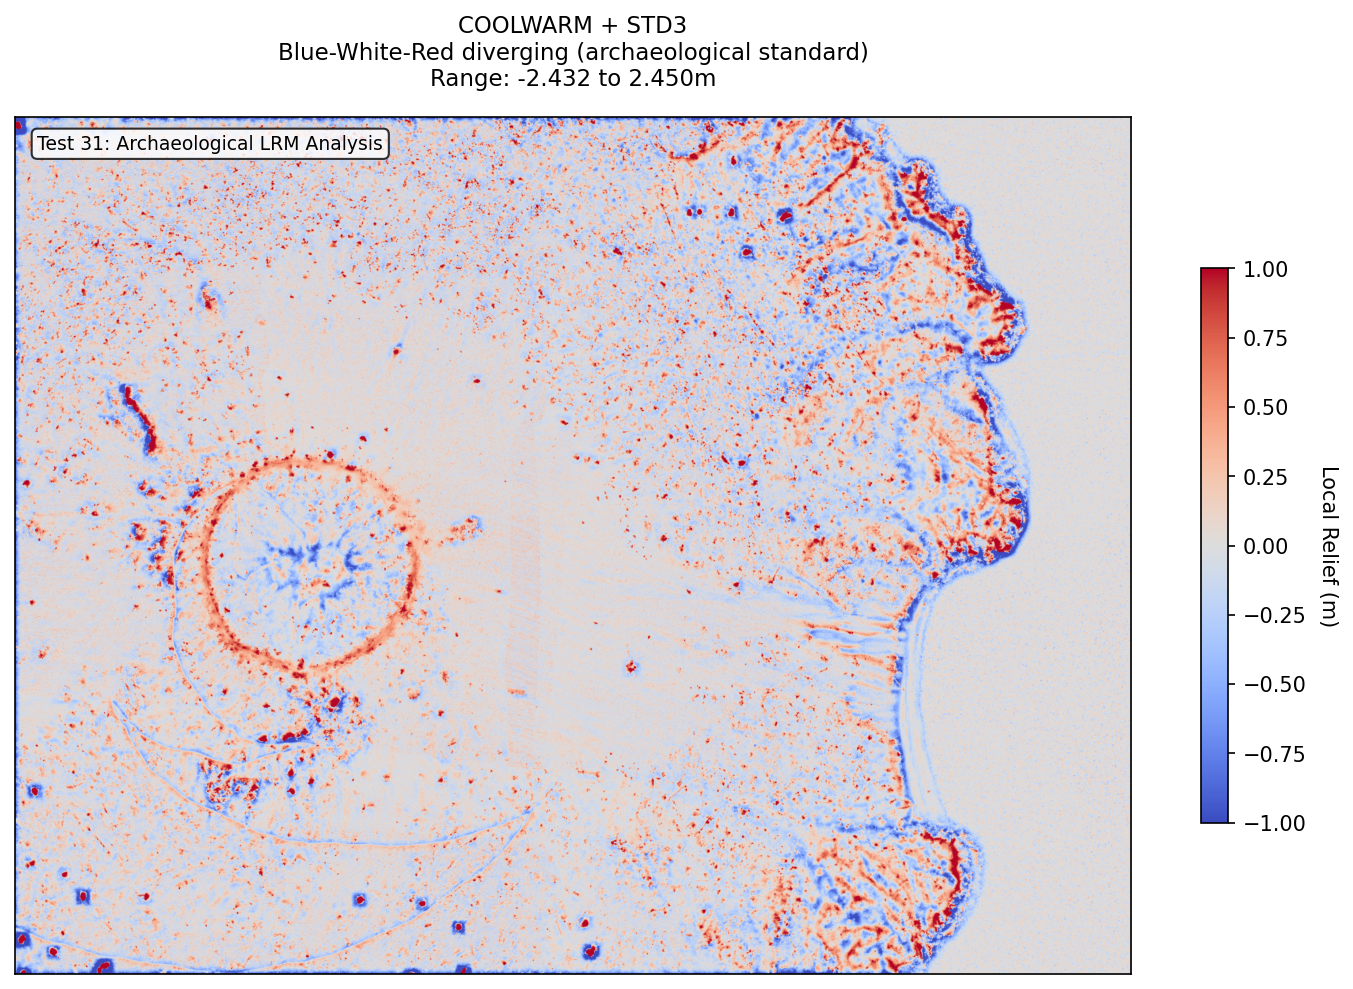 COOLWARM + STD3
Blue-White-Red diverging (archaeological standard)
Range: -2.432 to 2.450m
Test 31: Archaeological LRM Analysis
1.00
0.75
0.50
0.25
0.00
−0.25
−0.50
−0.75
−1.00
Local Relief (m)